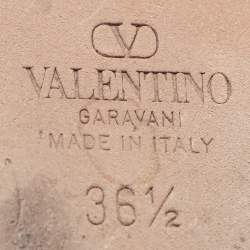 VALENTINO
GARAVANI
MADE IN ITALY
36½